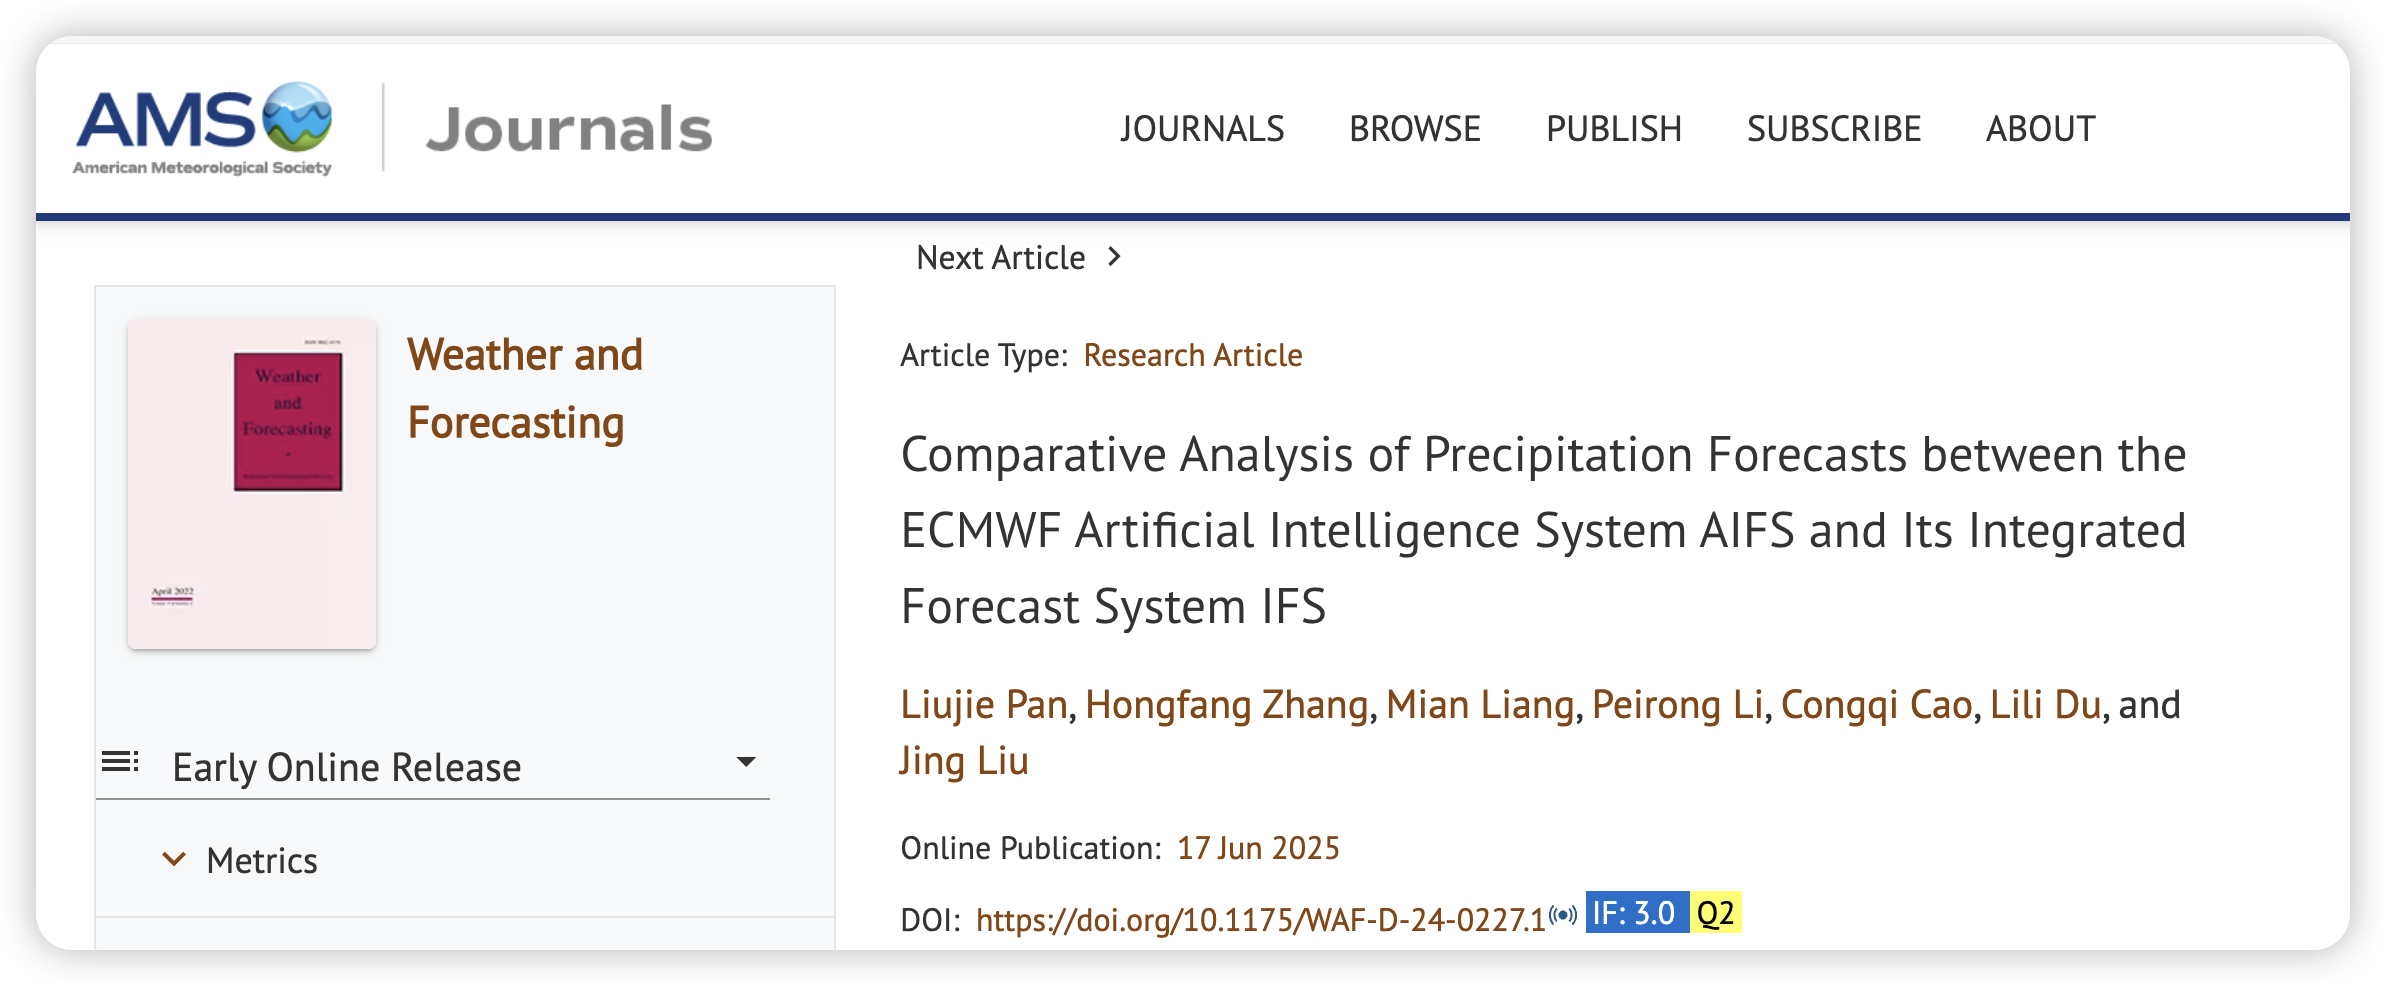 AMS
American Meteorological Society
Journals
JOURNALS BROWSE PUBLISH SUBSCRIBE ABOUT
Weather
and
Forecasting
April 2022
Weather and
Forecasting
Early Online Release
Metrics
Next Article
Article Type: Research Article
Comparative Analysis of Precipitation Forecasts between the
ECMWF Artificial Intelligence System AIFS and Its Integrated
Forecast System IFS
Liujie Pan, Hongfang Zhang, Mian Liang, Peirong Li, Congqi Cao, Lili Du, and
Jing Liu
Online Publication: 17 Jun 2025
DOI: https://doi.org/10.1175/WAF-D-24-0227.1 IF: 3.0 Q2